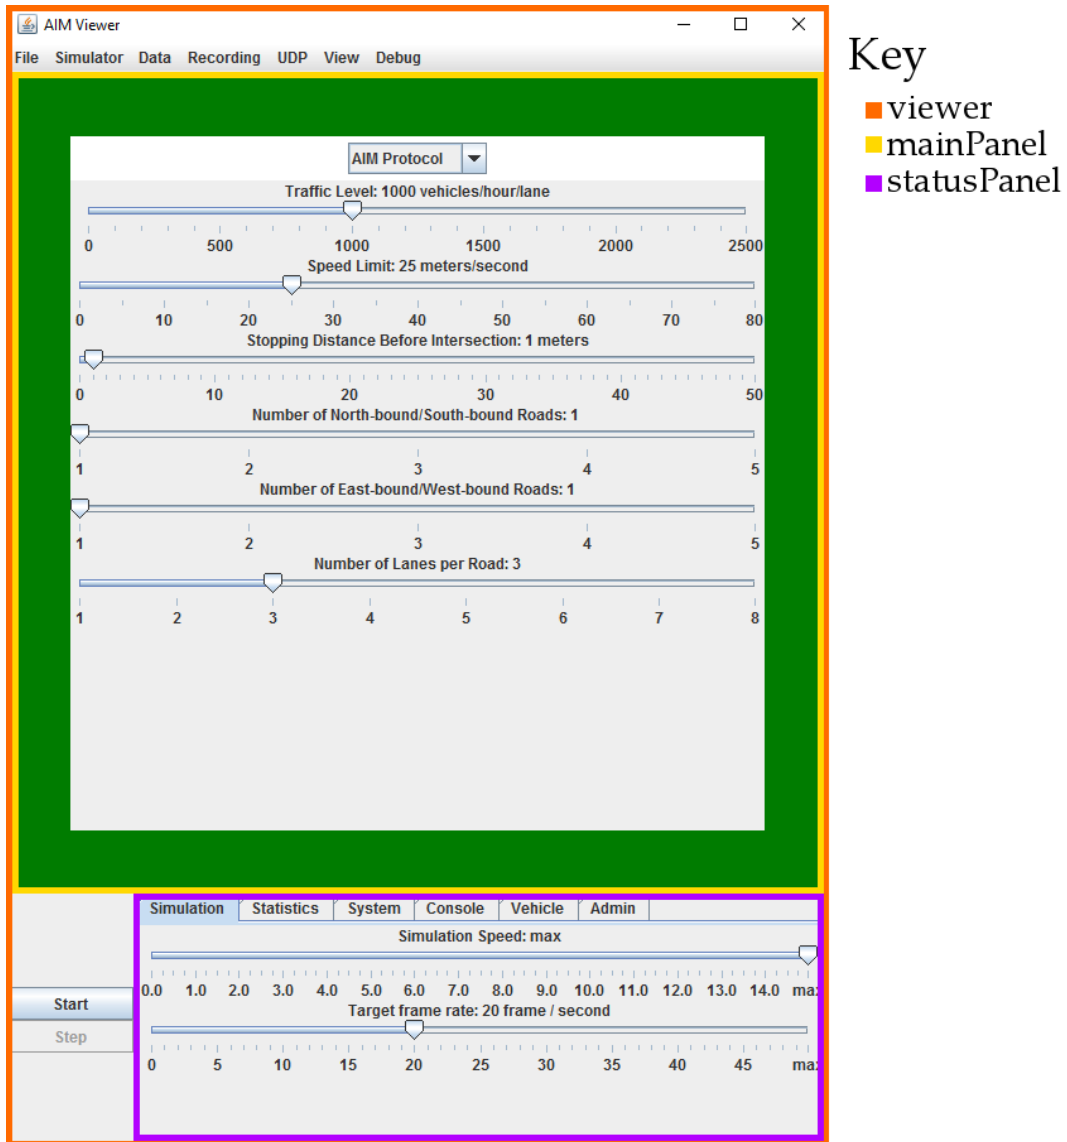 AIM Viewer
File Simulator Data Recording UDP View Debug
Key
viewer
mainPanel
statusPanel
AIM Protocol
Traffic Level: 1000 vehicles/hour/lane
0 500 1000 1500 2000 2500
Speed Limit: 25 meters/second
0 10 20 30 40 50 60 70 80
Stopping Distance Before Intersection: 1 meters
0 10 20 30 40 50
Number of North-bound/South-bound Roads: 1
1 2 3 4 5
Number of East-bound/West-bound Roads: 1
1 2 3 4 5
Number of Lanes per Road: 3
1 2 3 4 5 6 7 8
Simulation Statistics System Console Vehicle Admin
Simulation Speed: max
0.0 1.0 2.0 3.0 4.0 5.0 6.0 7.0 8.0 9.0 10.0 11.0 12.0 13.0 14.0 max
Target frame rate: 20 frame / second
0 5 10 15 20 25 30 35 40 45 max
Start
Step